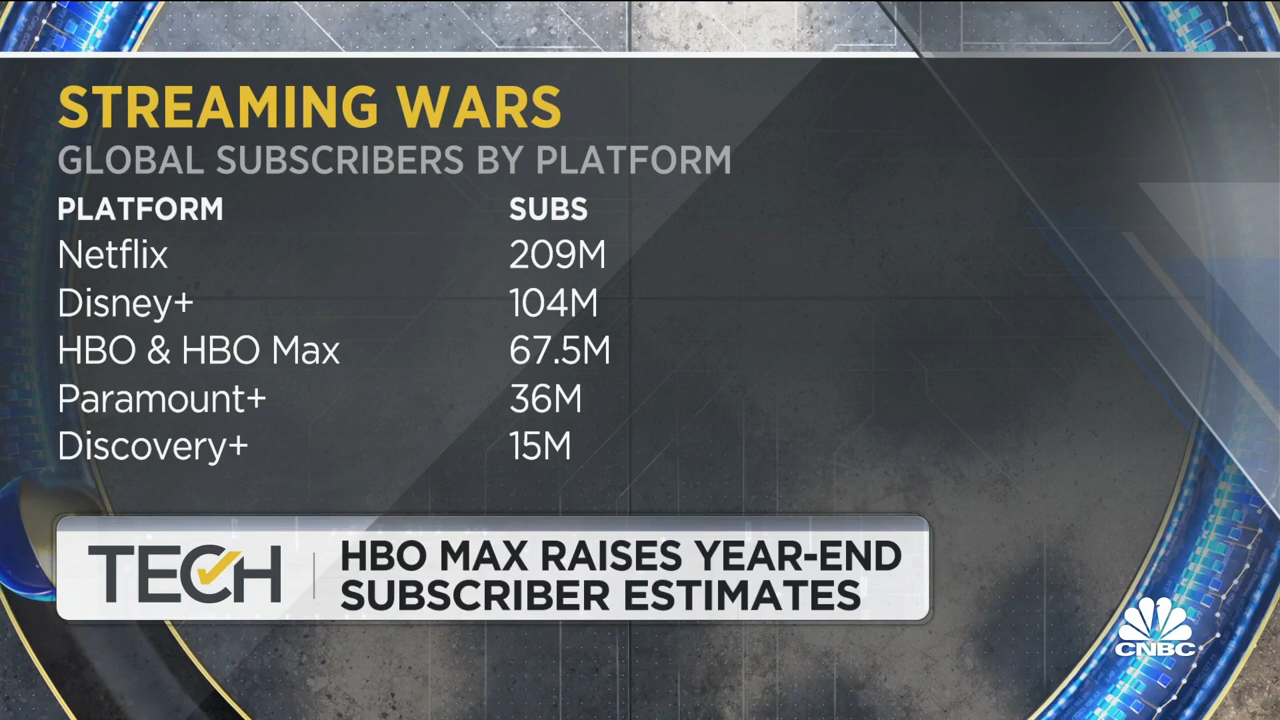 STREAMING WARS
GLOBAL SUBSCRIBERS BY PLATFORM
PLATFORM SUBS
Netflix 209M
Disney+ 104M
HBO & HBO Max 67.5M
Paramount+ 36M
Discovery+ 15M
TECH
HBO MAX RAISES YEAR-END
SUBSCRIBER ESTIMATES
CNBC